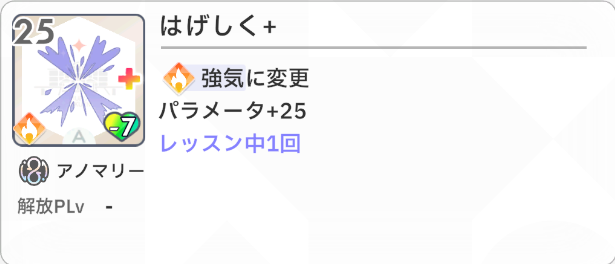 25
はげしく+
強気に変更
パラメータ+25
レッスン中1回
-7
A
アノマリー
解放PLv -